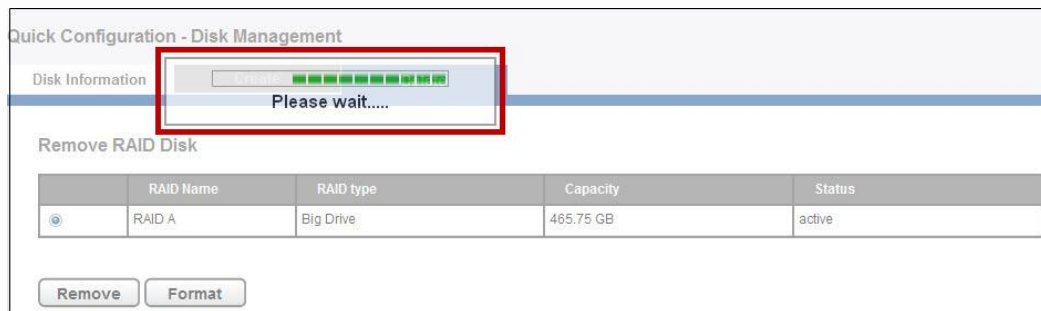 Quick Configuration - Disk Management
Disk Information
Create
Please wait.....
Remove RAID Disk
RAID Name RAID type Capacity Status
RAID A Big Drive 465.75 GB active
Remove Format